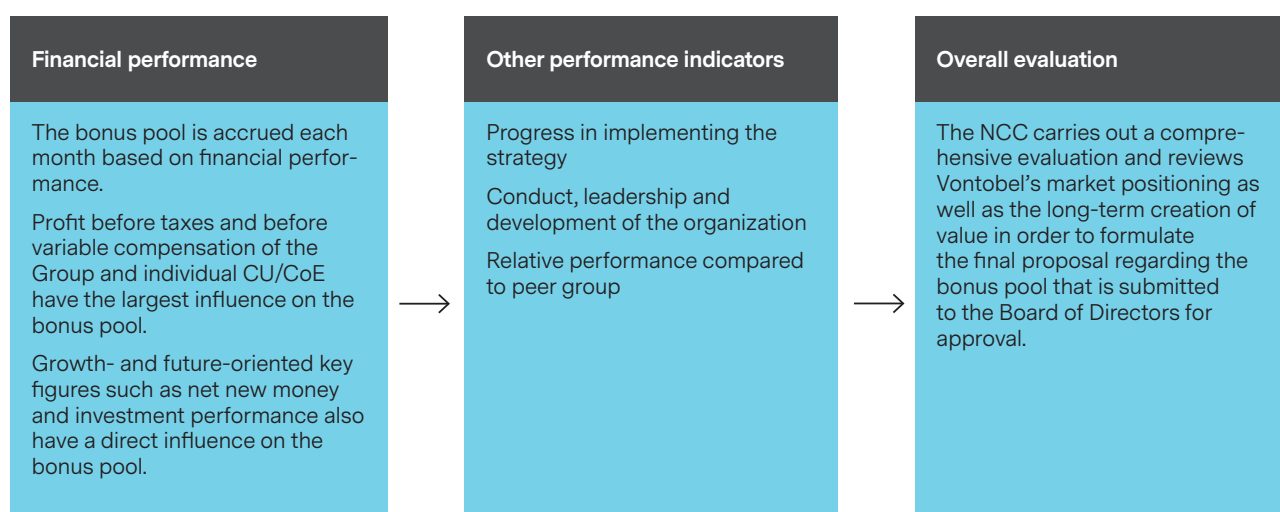 Financial performance
The bonus pool is accrued each
month based on financial perfor-
mance.
Profit before taxes and before
variable compensation of the
Group and individual CU/CoE
have the largest influence on the
bonus pool.
Growth- and future-oriented key
figures such as net new money
and investment performance also
have a direct influence on the
bonus pool.
Other performance indicators
Progress in implementing the
strategy
Conduct, leadership and
development of the organization
Relative performance compared
to peer group
Overall evaluation
The NCC carries out a compre-
hensive evaluation and reviews
Vontobel’s market positioning as
well as the long-term creation of
value in order to formulate
the final proposal regarding the
bonus pool that is submitted
to the Board of Directors for
approval.